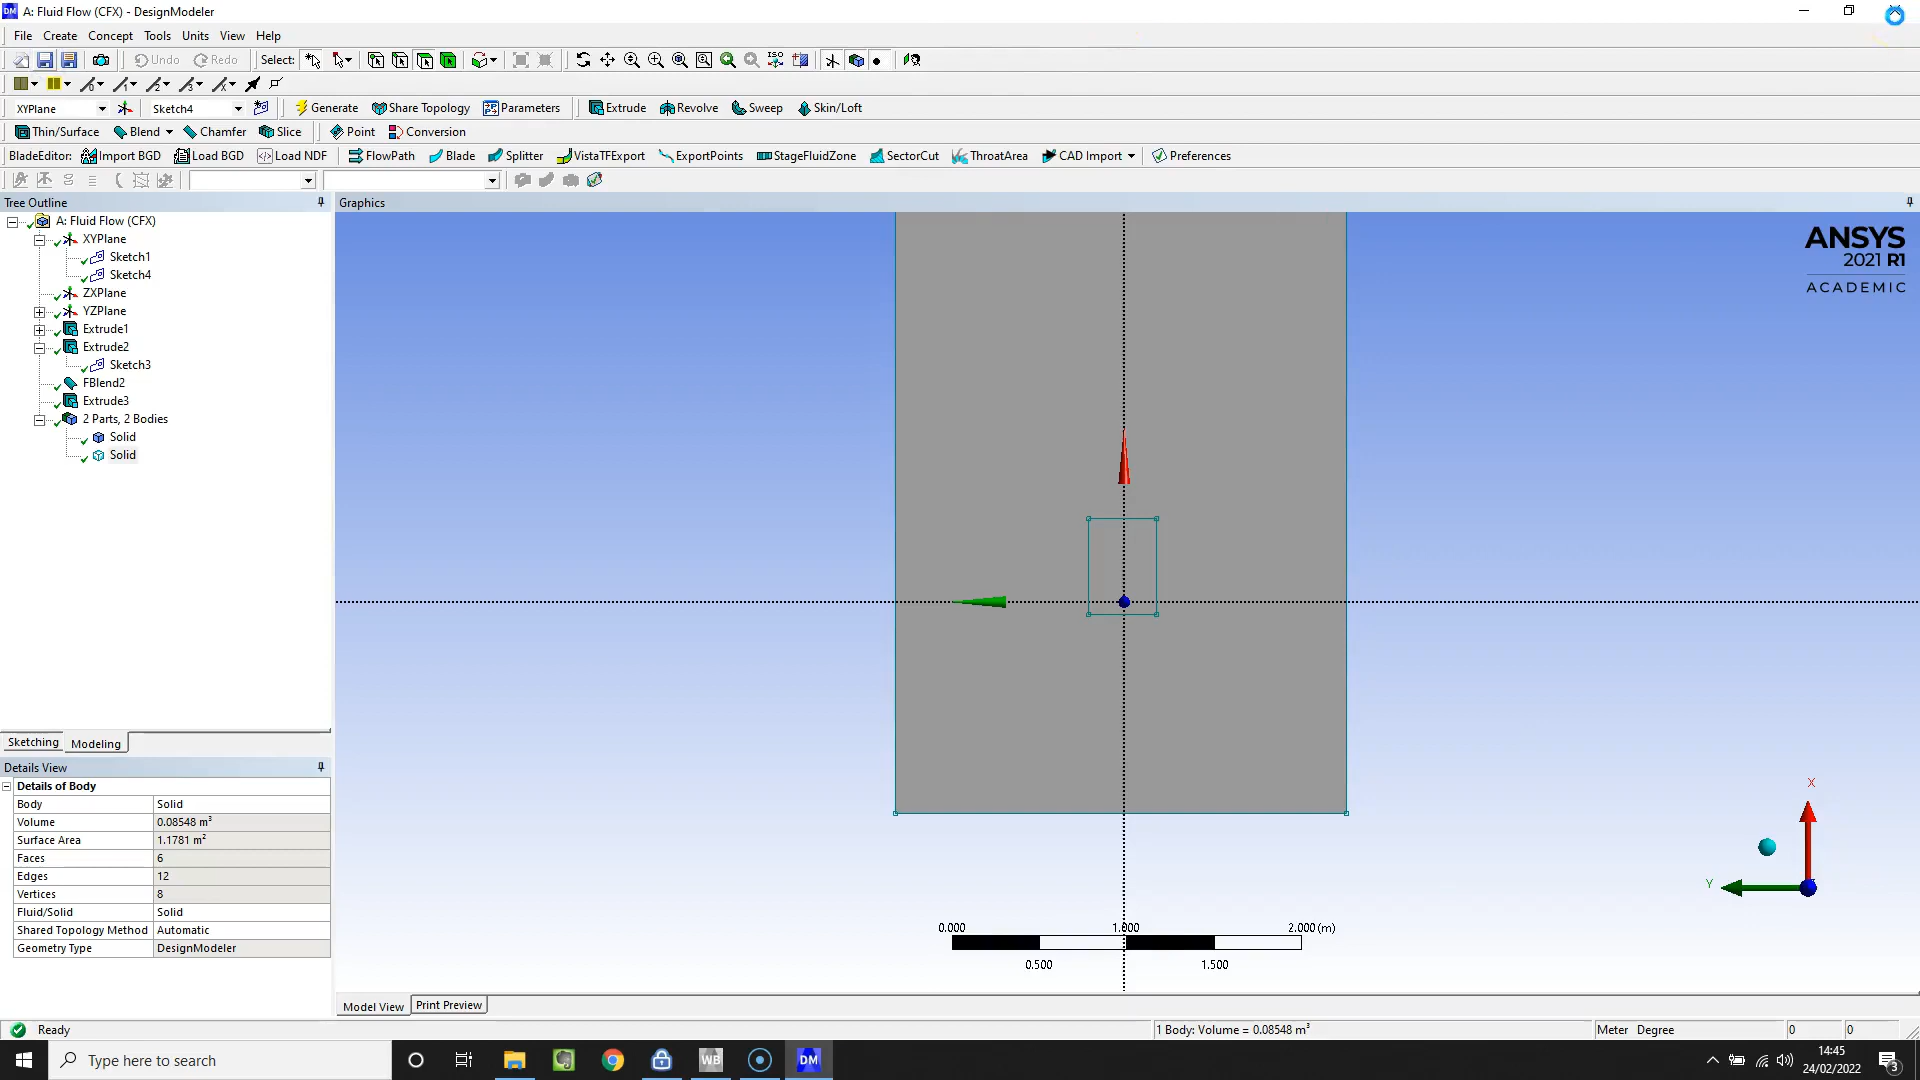 A: Fluid Flow (CFX) - DesignModeler
File Create Concept Tools Units View Help
Undo Redo Select: ISO
XYPlane Sketch4 Generate Share Topology Parameters Extrude Revolve Sweep Skin/Loft
Thin/Surface Blend Chamfer Slice Point Conversion
BladeEditor: Import BGD Load BGD Load NDF FlowPath Blade Splitter VistaTFExport ExportPoints StageFluidZone SectorCut ThroatArea CAD Import Preferences
Tree Outline
A: Fluid Flow (CFX)
XYPlane
Sketch1
Sketch4
ZXPlane
YZPlane
Extrude1
Extrude2
Sketch3
FBlend2
Extrude3
2 Parts, 2 Bodies
Solid
Solid
Sketching Modeling
Details View
Details of Body
Body Solid
Volume 0.08548 m³
Surface Area 1.1781 m²
Faces 6
Edges 12
Vertices 8
Fluid/Solid Solid
Shared Topology Method Automatic
Geometry Type DesignModeler
Graphics
ANSYS
2021 R1
ACADEMIC
X
Y
0.000 1.000 2.000 (m)
0.500 1.500
Model View Print Preview
Ready 1 Body: Volume = 0.08548 m³ Meter Degree 0 0
Type here to search WB DM 14:45
24/02/2022
3